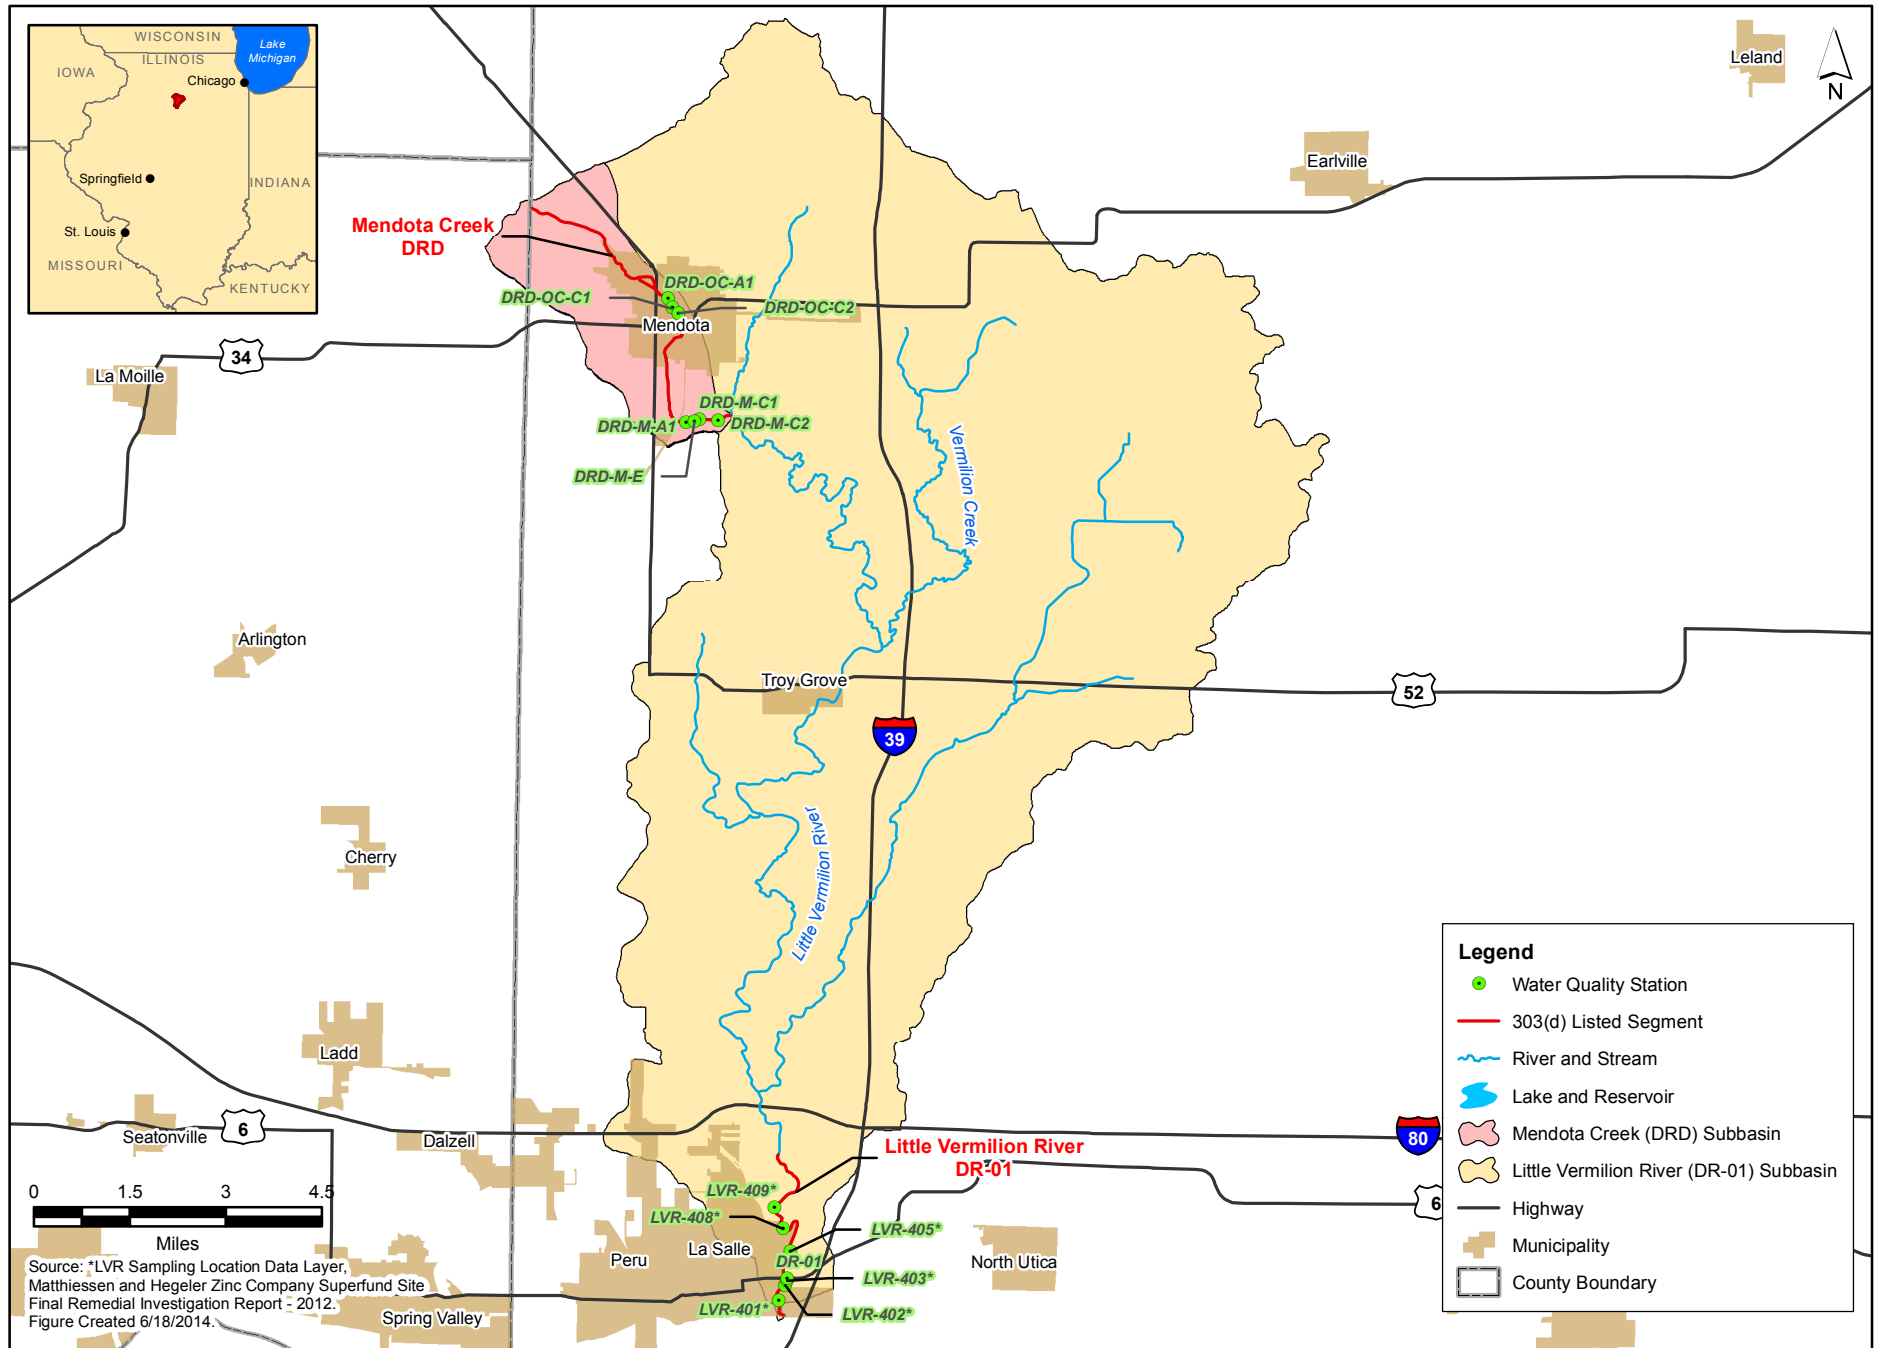 WISCONSIN
Lake
Michigan
ILLINOIS
IOWA
Chicago
Springfield
INDIANA
St. Louis
MISSOURI
KENTUCKY
Leland
N
Earlville
Mendota Creek
DRD
DRD-OC-A1
DRD-OC-C1
DRD-OC-C2
Mendota
34
La Moille
DRD-M-C1
DRD-M-A1
DRD-M-C2
DRD-M-E
Vermilion Creek
Arlington
Troy Grove
52
39
Cherry
Little Vermilion River
Ladd
Seatonville
6
Dalzell
80
Little Vermilion River
DR-01
LVR-409*
LVR-408*
LVR-405*
6
Peru
La Salle
DR-01
North Utica
LVR-403*
LVR-401*
LVR-402*
Spring Valley
0 1.5 3 4.5
Miles
Source: *LVR Sampling Location Data Layer,
Matthiessen and Hegeler Zinc Company Superfund Site
Final Remedial Investigation Report - 2012.
Figure Created 6/18/2014.
Legend
Water Quality Station
303(d) Listed Segment
River and Stream
Lake and Reservoir
Mendota Creek (DRD) Subbasin
Little Vermilion River (DR-01) Subbasin
Highway
Municipality
County Boundary